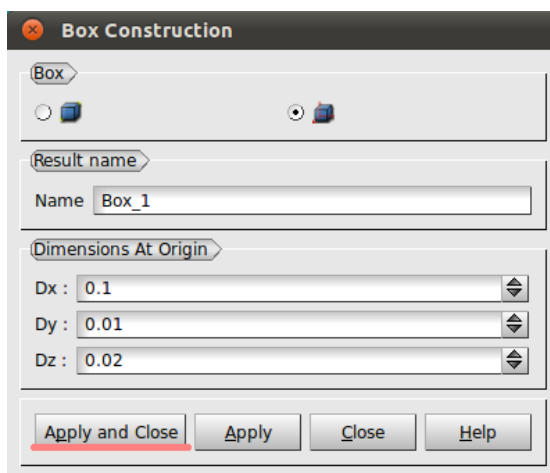 Box Construction
Box
Result name
Name Box_1
Dimensions At Origin
Dx : 0.1
Dy : 0.01
Dz : 0.02
Apply and Close Apply Close Help